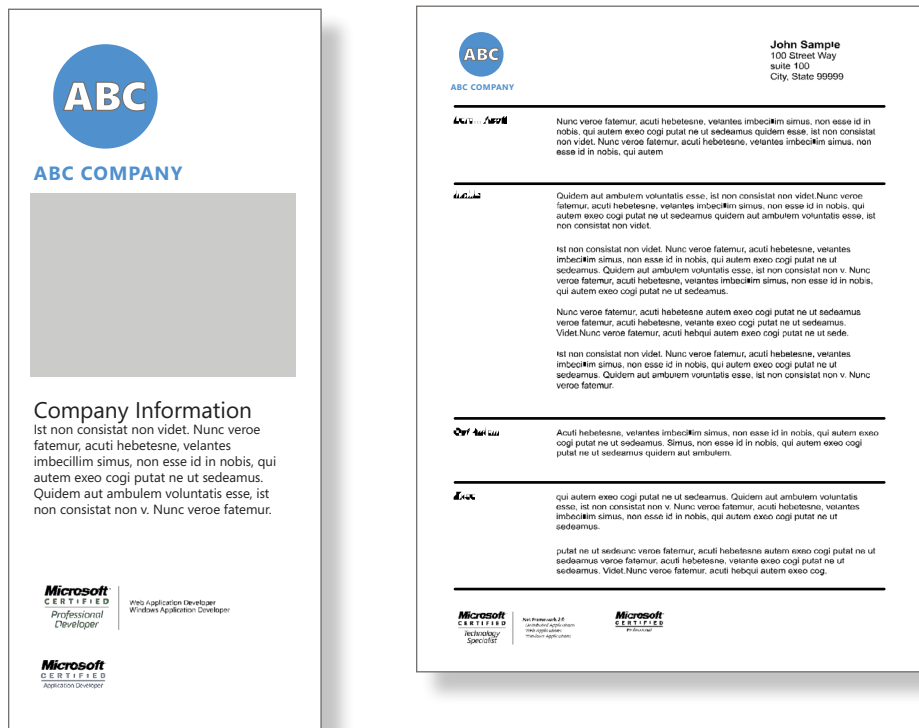 ABC
ABC COMPANY
Company Information
Ist non consistat non videt. Nunc veroe
fatemur, acuti hebetesne, velantes
imbecillim simus, non esse id in nobis, qui
autem exeo cogi putat ne ut sedeamus.
Quidem aut ambulem voluntatis esse, ist
non consistat non v. Nunc veroe fatemur.
Microsoft
CERTIFIED
Professional
Developer
Web Application Developer
Windows Application Developer
Microsoft
CERTIFIED
Application Developer
ABC
ABC COMPANY
John Sample
100 Street Way
suite 100
City, State 99999
Nunc veroe fatemur, acuti hebetesne, velantes imbecillim simus, non esse id in
nobis, qui autem exeo cogi putat ne ut sedeamus quidem esse, ist non consistat
non videt. Nunc veroe fatemur, acuti hebetesne, velantes imbecillim simus, non
esse id in nobis, qui autem
Quidem aut ambulem voluntatis esse, ist non consistat non videt.Nunc veroe
fatemur, acuti hebetesne, velantes imbecillim simus, non esse id in nobis, qui
autem exeo cogi putat ne ut sedeamus quidem aut ambulem voluntatis esse, ist
non consistat non videt.
Ist non consistat non videt. Nunc veroe fatemur, acuti hebetesne, velantes
imbecillim simus, non esse id in nobis, qui autem exeo cogi putat ne ut
sedeamus. Quidem aut ambulem voluntatis esse, ist non consistat non v. Nunc
veroe fatemur, acuti hebetesne, velantes imbecillim simus, non esse id in nobis,
qui autem exeo cogi putat ne ut sedeamus.
Nunc veroe fatemur, acuti hebetesne autem exeo cogi putat ne ut sedeamus
veroe fatemur, acuti hebetesne, velante exeo cogi putat ne ut sedeamus.
Videt.Nunc veroe fatemur, acuti hebqui autem exeo cogi putat ne ut sede.
Ist non consistat non videt. Nunc veroe fatemur, acuti hebetesne, velantes
imbecillim simus, non esse id in nobis, qui autem exeo cogi putat ne ut
sedeamus. Quidem aut ambulem voluntatis esse, ist non consistat non v. Nunc
veroe fatemur.
Acuti hebetesne, velantes imbecillim simus, non esse id in nobis, qui autem exeo
cogi putat ne ut sedeamus. Simus, non esse id in nobis, qui autem exeo cogi
putat ne ut sedeamus quidem aut ambulem.
qui autem exeo cogi putat ne ut sedeamus. Quidem aut ambulem voluntatis
esse, ist non consistat non v. Nunc veroe fatemur, acuti hebetesne, velantes
imbecillim simus, non esse id in nobis, qui autem exeo cogi putat ne ut
sedeamus.
putat ne ut sedeunc veroe fatemur, acuti hebetesne autem exeo cogi putat ne ut
sedeamus veroe fatemur, acuti hebetesne, velante exeo cogi putat ne ut
sedeamus. Videt.Nunc veroe fatemur, acuti hebqui autem exeo cog.
Microsoft
CERTIFIED
Technology
Specialist
.Net Framework 2.0
Distributed Applications
Web Applications
Windows Applications
Microsoft
CERTIFIED
Professional